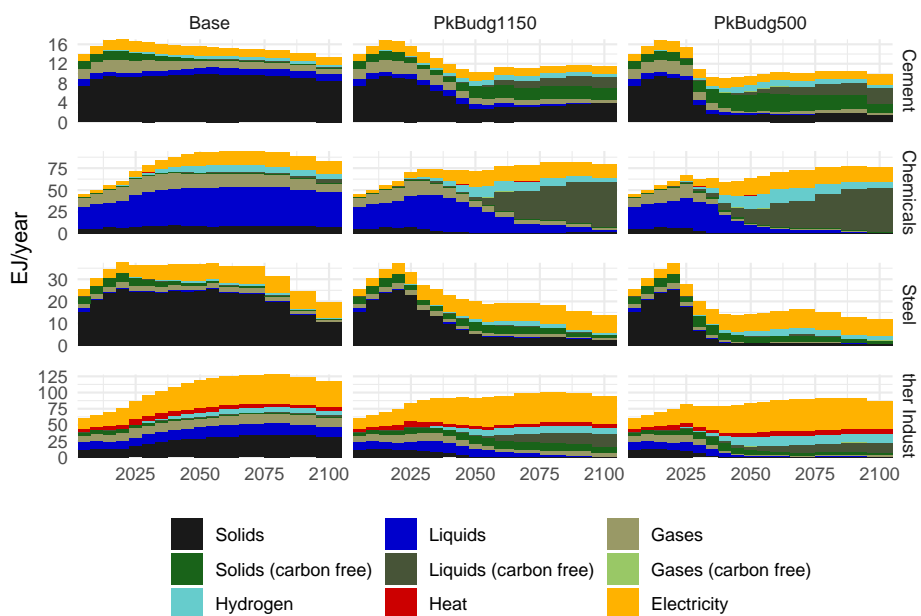 Base PkBudg1150 PkBudg500
16
12
8
4
0
Cement
75
50
25
0
Chemicals
EJ/year
30
20
10
0
Steel
125
100
75
50
25
0
ther Indust
2025 2050 2075 2100 2025 2050 2075 2100 2025 2050 2075 2100
Solids Liquids Gases
Solids (carbon free) Liquids (carbon free) Gases (carbon free)
Hydrogen Heat Electricity